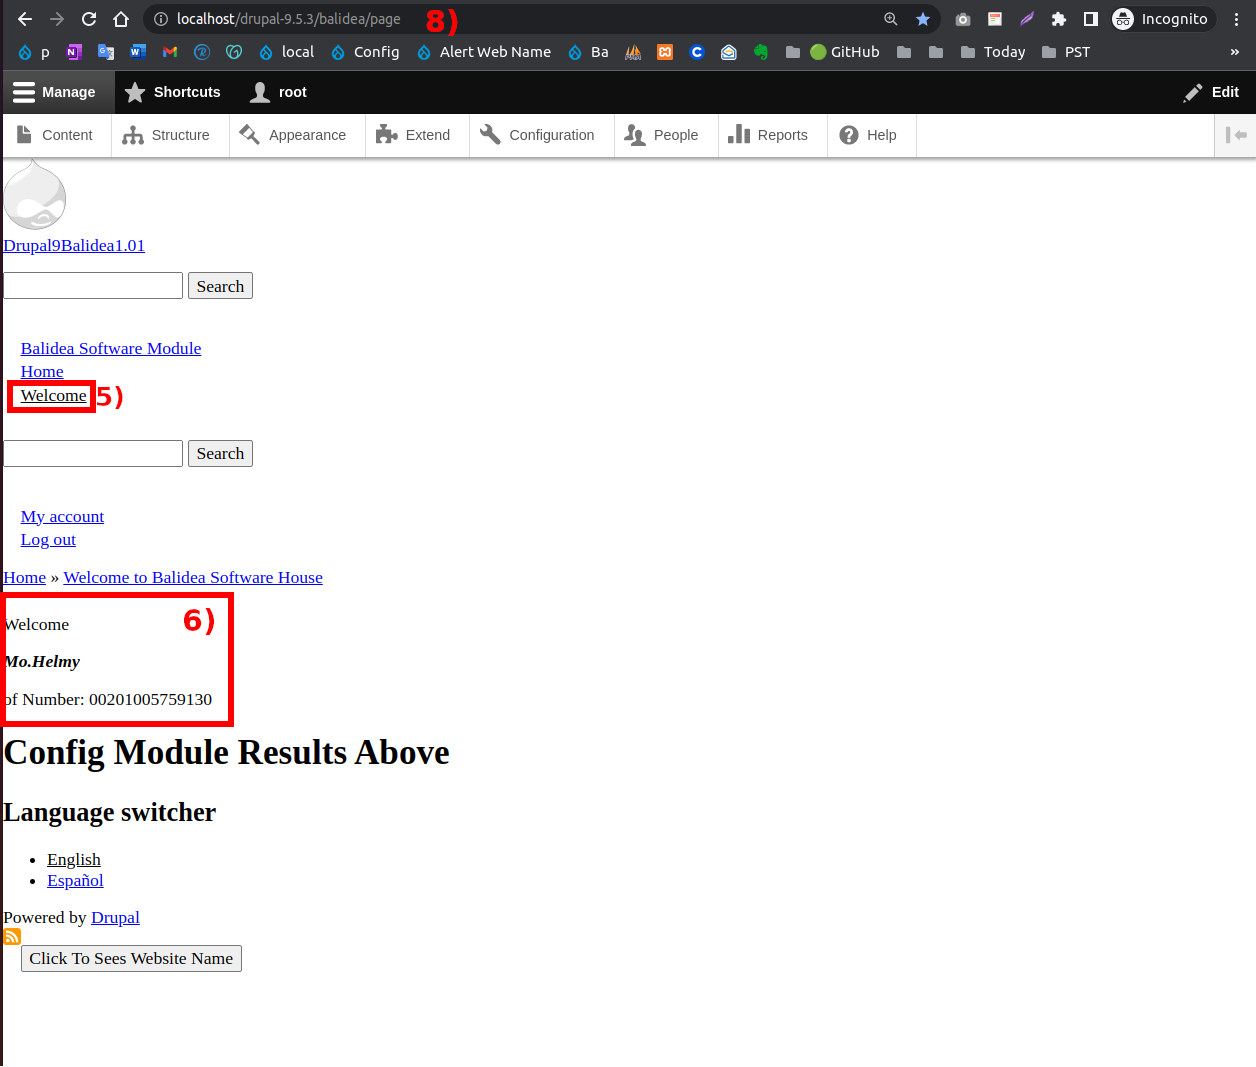 localhost/drupal-9.5.3/balidea/page 8) Incognito
p local Config Alert Web Name Ba GitHub Today PST »
Manage Shortcuts root Edit
Content Structure Appearance Extend Configuration People Reports Help
Drupal9Balidea1.01
Search
Balidea Software Module
Home
Welcome 5)
Search
My account
Log out
Home » Welcome to Balidea Software House
6)
Welcome
Mo.Helmy
of Number: 00201005759130
Config Module Results Above
Language switcher
English
Español
Powered by Drupal
Click To Sees Website Name